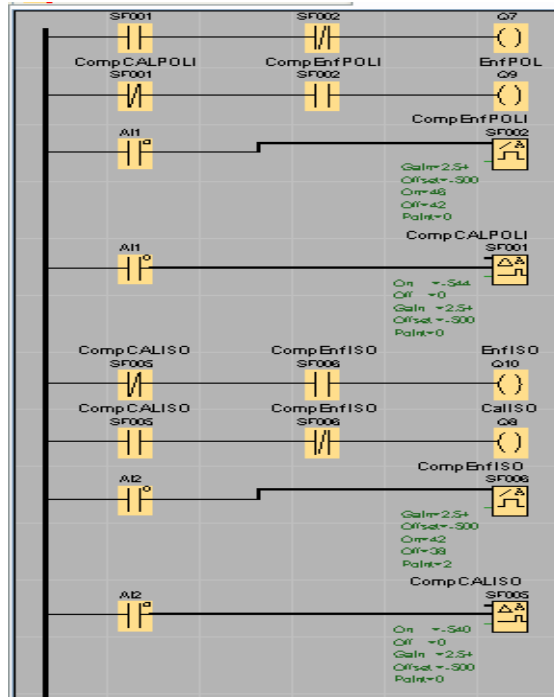 SF001 SF002 Q7
CompCALPOLI CompEnfPOLI EnfPOL
SF001 SF002 Q9
CompEnfPOLI
AI1 SF002
Gain=2.5+
Offset=-500
On=46
Off=42
Point=0
CompCALPOLI
AI1 SF001
On =-544
Off =0
Gain =2.5+
Offset=-500
Point=0
CompCALISO CompEnfISO EnfISO
SF005 SF006 Q10
CompCALISO CompEnfISO CalISO
SF005 SF006 Q8
CompEnfISO
AI2 SF006
Gain=2.5+
Offset=-500
On=42
Off=38
Point=2
CompCALISO
AI2 SF005
On =-540
Off =0
Gain =2.5+
Offset=-500
Point=0